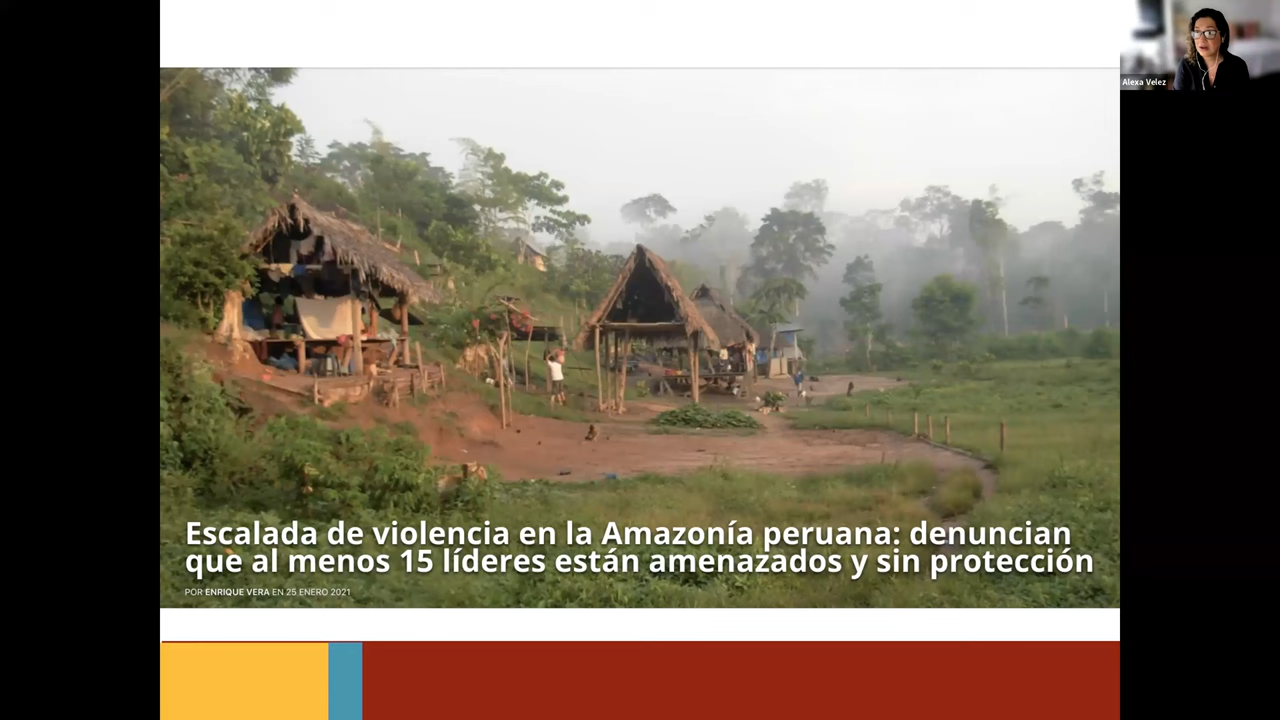 Alexa Velez
Escalada de violencia en la Amazonía peruana: denuncian
que al menos 15 líderes están amenazados y sin protección
POR ENRIQUE VERA EN 25 ENERO 2021